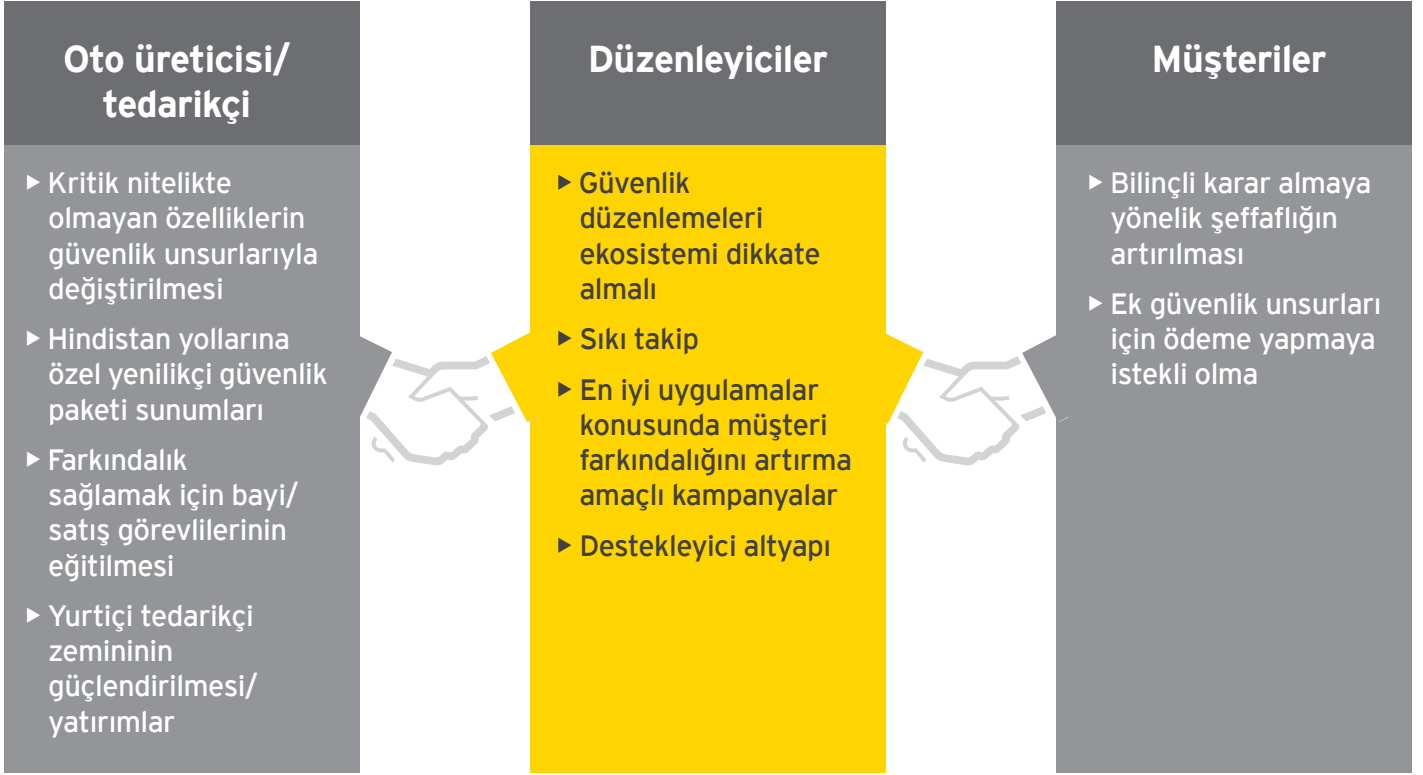 Oto üreticisi/
tedarikçi
▸ Kritik nitelikte
olmayan özelliklerin
güvenlik unsurlarıyla
değiştirilmesi
▸ Hindistan yollarına
özel yenilikçi güvenlik
paketi sunumları
▸ Farkındalık
sağlamak için bayi/
satış görevlilerinin
eğitilmesi
▸ Yurtiçi tedarikçi
zemininin
güçlendirilmesi/
yatırımlar
Düzenleyiciler
▸ Güvenlik
düzenlemeleri
ekosistemi dikkate
almalı
▸ Sıkı takip
▸ En iyi uygulamalar
konusunda müşteri
farkındalığını artırma
amaçlı kampanyalar
▸ Destekleyici altyapı
Müşteriler
▸ Bilinçli karar almaya
yönelik şeffaflığın
artırılması
▸ Ek güvenlik unsurları
için ödeme yapmaya
istekli olma